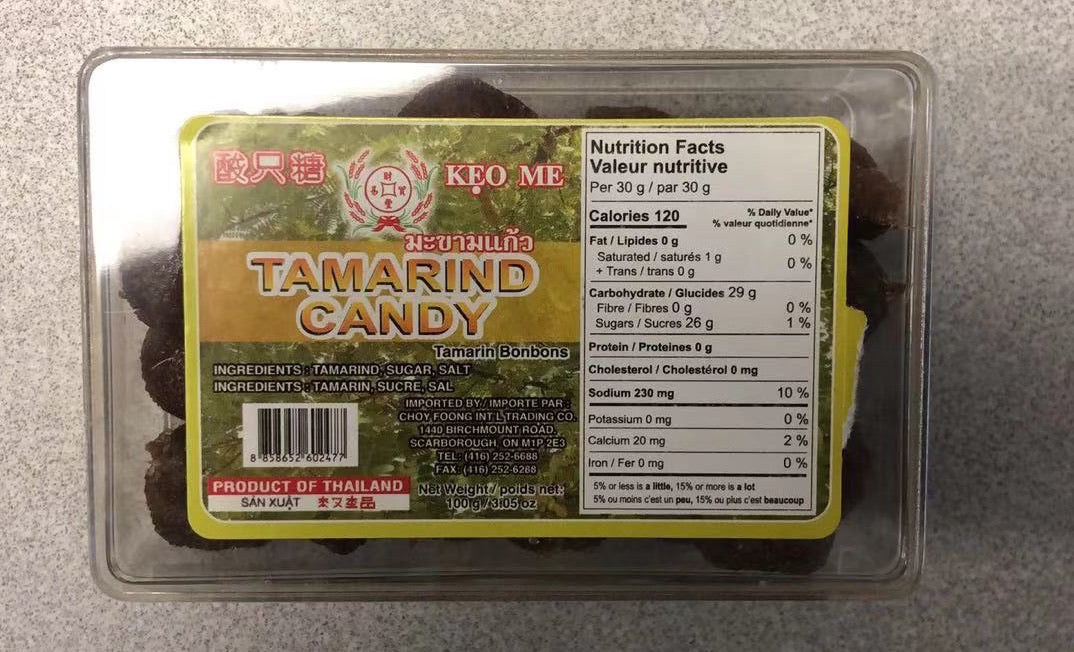 酸只糖
財
易 寳
豐
KẸO ME
มะขามแก้ว
TAMARIND
CANDY
Tamarin Bonbons
INGREDIENTS : TAMARIND, SUGAR, SALT
INGREDIENTS : TAMARIN, SUCRE, SAL
IMPORTED BY / IMPORTE PAR :
CHOY FOONG INT'L TRADING CO.
1440 BIRCHMOUNT ROAD.
SCARBOROUGH, ON M1P 2E3
TEL: (416) 252-6688
FAX: (416) 252-6288
8 858652 602477
PRODUCT OF THAILAND
SẢN XUẤT
Net Weight / poids net:
100 g / 3.05 oz
Nutrition Facts
Valeur nutritive
Per 30 g / par 30 g
Calories 120
% Daily Value*
% valeur quotidienne*
Fat / Lipides 0 g 0 %
Saturated / saturés 1 g
+ Trans / trans 0 g 0 %
Carbohydrate / Glucides 29 g
Fibre / Fibres 0 g 0 %
Sugars / Sucres 26 g 1 %
Protein / Proteines 0 g
Cholesterol / Cholestérol 0 mg
Sodium 230 mg 10 %
Potassium 0 mg 0 %
Calcium 20 mg 2 %
Iron / Fer 0 mg 0 %
5% or less is a little, 15% or more is a lot
5% ou moins c'est un peu, 15% ou plus c'est beaucoup